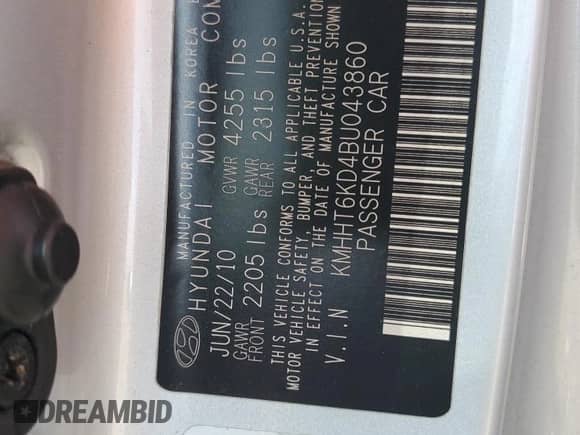 MANUFACTURED IN KOREA
HYUNDAI MOTOR COM
JUN/22/10 GVWR 4255 lbs
GAWR FRONT 2205 lbs GAWR REAR 2315 lbs
THIS VEHICLE CONFORMS TO ALL APPLICABLE U.S.A.
MOTOR VEHICLE SAFETY, BUMPER, AND THEFT PREVENTION
IN EFFECT ON THE DATE OF MANUFACTURE SHOWN
V.I.N KMHHT6KD4BU043860
PASSENGER CAR
DREAMBID